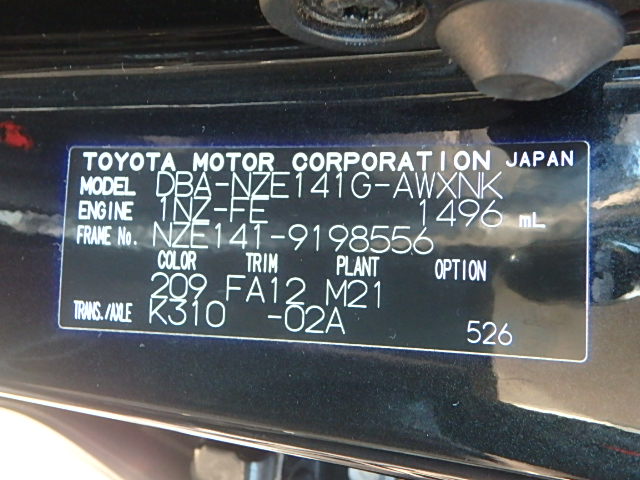 TOYOTA MOTOR CORPORATION JAPAN
MODEL DBA-NZE141G-AWXNK
ENGINE 1NZ-FE 1496 mL
FRAME No. NZE141-9198556
COLOR TRIM PLANT OPTION
209 FA12 M21
TRANS./AXLE K310 -02A
526